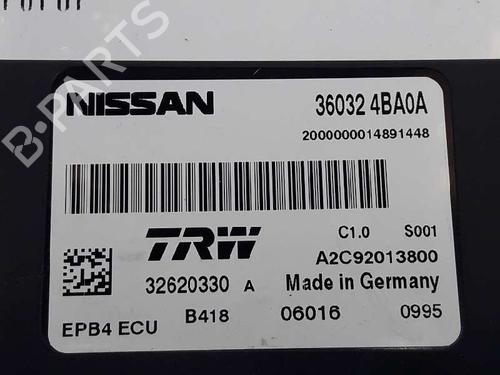 NISSAN 36032 4BA0A
2000000014891448
TRW C1.0 S001
A2C92013800
32620330 A Made in Germany
EPB4 ECU B418 06016 0995
B-PARTS